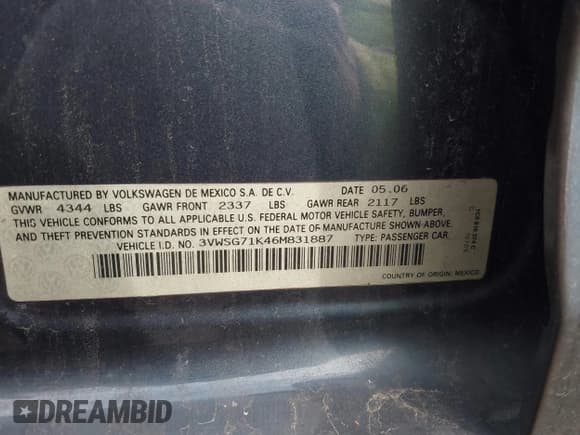 MANUFACTURED BY VOLKSWAGEN DE MEXICO S.A. DE C.V. DATE 05.06
GVWR 4344 LBS GAWR FRONT 2337 LBS GAWR REAR 2117 LBS
THIS VEHICLE CONFORMS TO ALL APPLICABLE U.S. FEDERAL MOTOR VEHICLE SAFETY, BUMPER,
AND THEFT PREVENTION STANDARDS IN EFFECT ON THE DATE OF MANUFACTURE SHOWN-ABOVE.
VEHICLE I.D. NO. 3VWSG71K46M831887 TYPE: PASSENGER CAR.
COUNTRY OF ORIGIN: MEXICO
DREAMBID